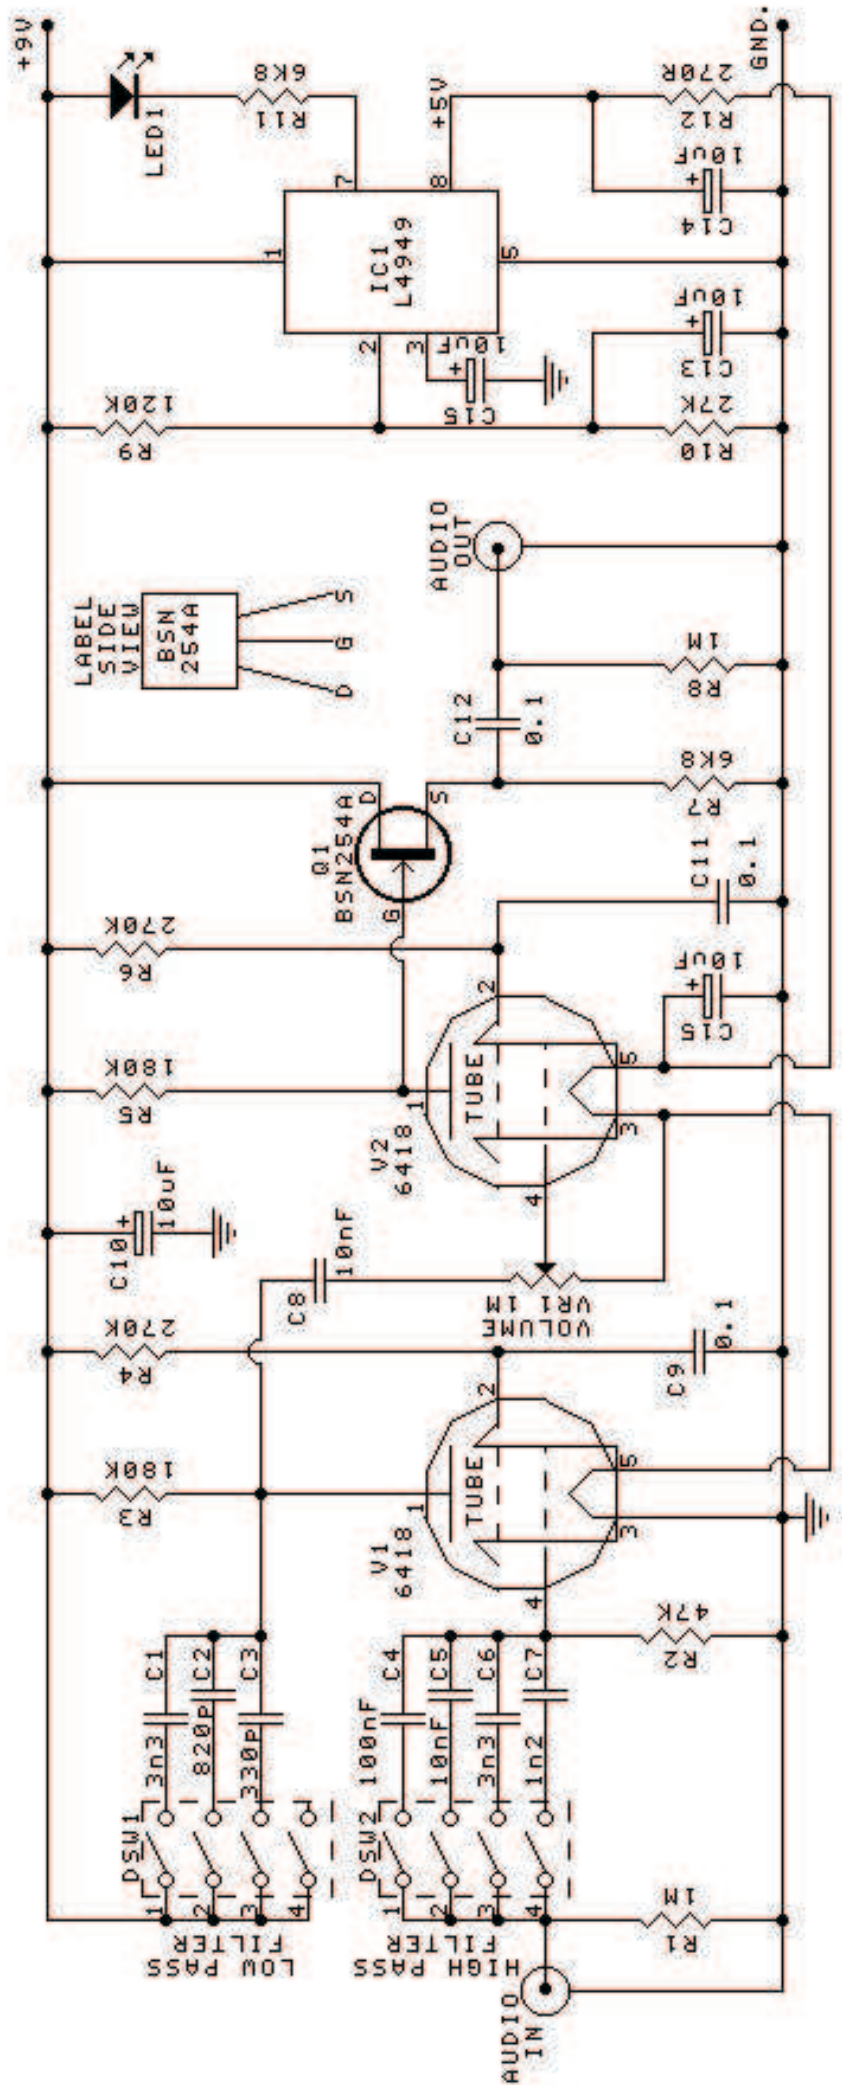 +9V
LED1
6K8
R11
7
+5V
8
270R
R12
GND.
10uF
+
C14
1
IC1
L4949
5
2
3
10uF
+
C15
10uF
+
C13
120K
R9
27K
R10
AUDIO
OUT
LABEL
SIDE
VIEW
BSN
254A
D
G
S
1M
R8
C12
0.1
6K8
R7
Q1
BSN254A
D
S
G
C11
0.1
270K
R6
10uF
+
C15
180K
R5
V2
6418
TUBE
1
2
3
4
5
C10
+
10uF
C8
10nF
VR1 1M
VOLUME
270K
R4
C9
0.1
180K
R3
V1
6418
TUBE
1
2
3
4
5
47K
R2
C1
3n3
C2
820p
C3
330p
C4
100nF
C5
10nF
C6
3n3
C7
1n2
DSW1
1
2
3
4
LOW PASS
FILTER
DSW2
1
2
3
4
HIGH PASS
FILTER
1M
R1
AUDIO
IN